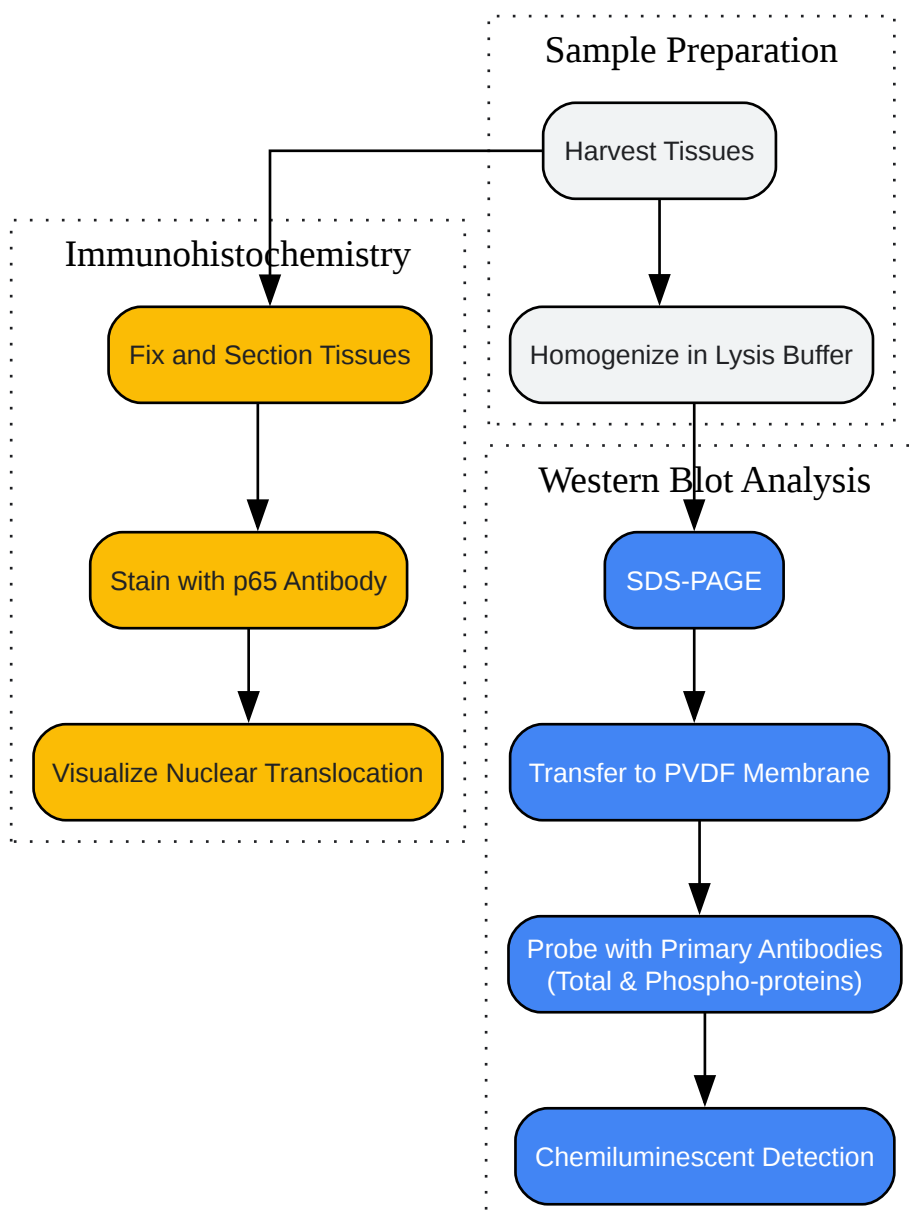 Sample Preparation
Harvest Tissues
Homogenize in Lysis Buffer
Immunohistochemistry
Fix and Section Tissues
Stain with p65 Antibody
Visualize Nuclear Translocation
Western Blot Analysis
SDS-PAGE
Transfer to PVDF Membrane
Probe with Primary Antibodies
(Total & Phospho-proteins)
Chemiluminescent Detection